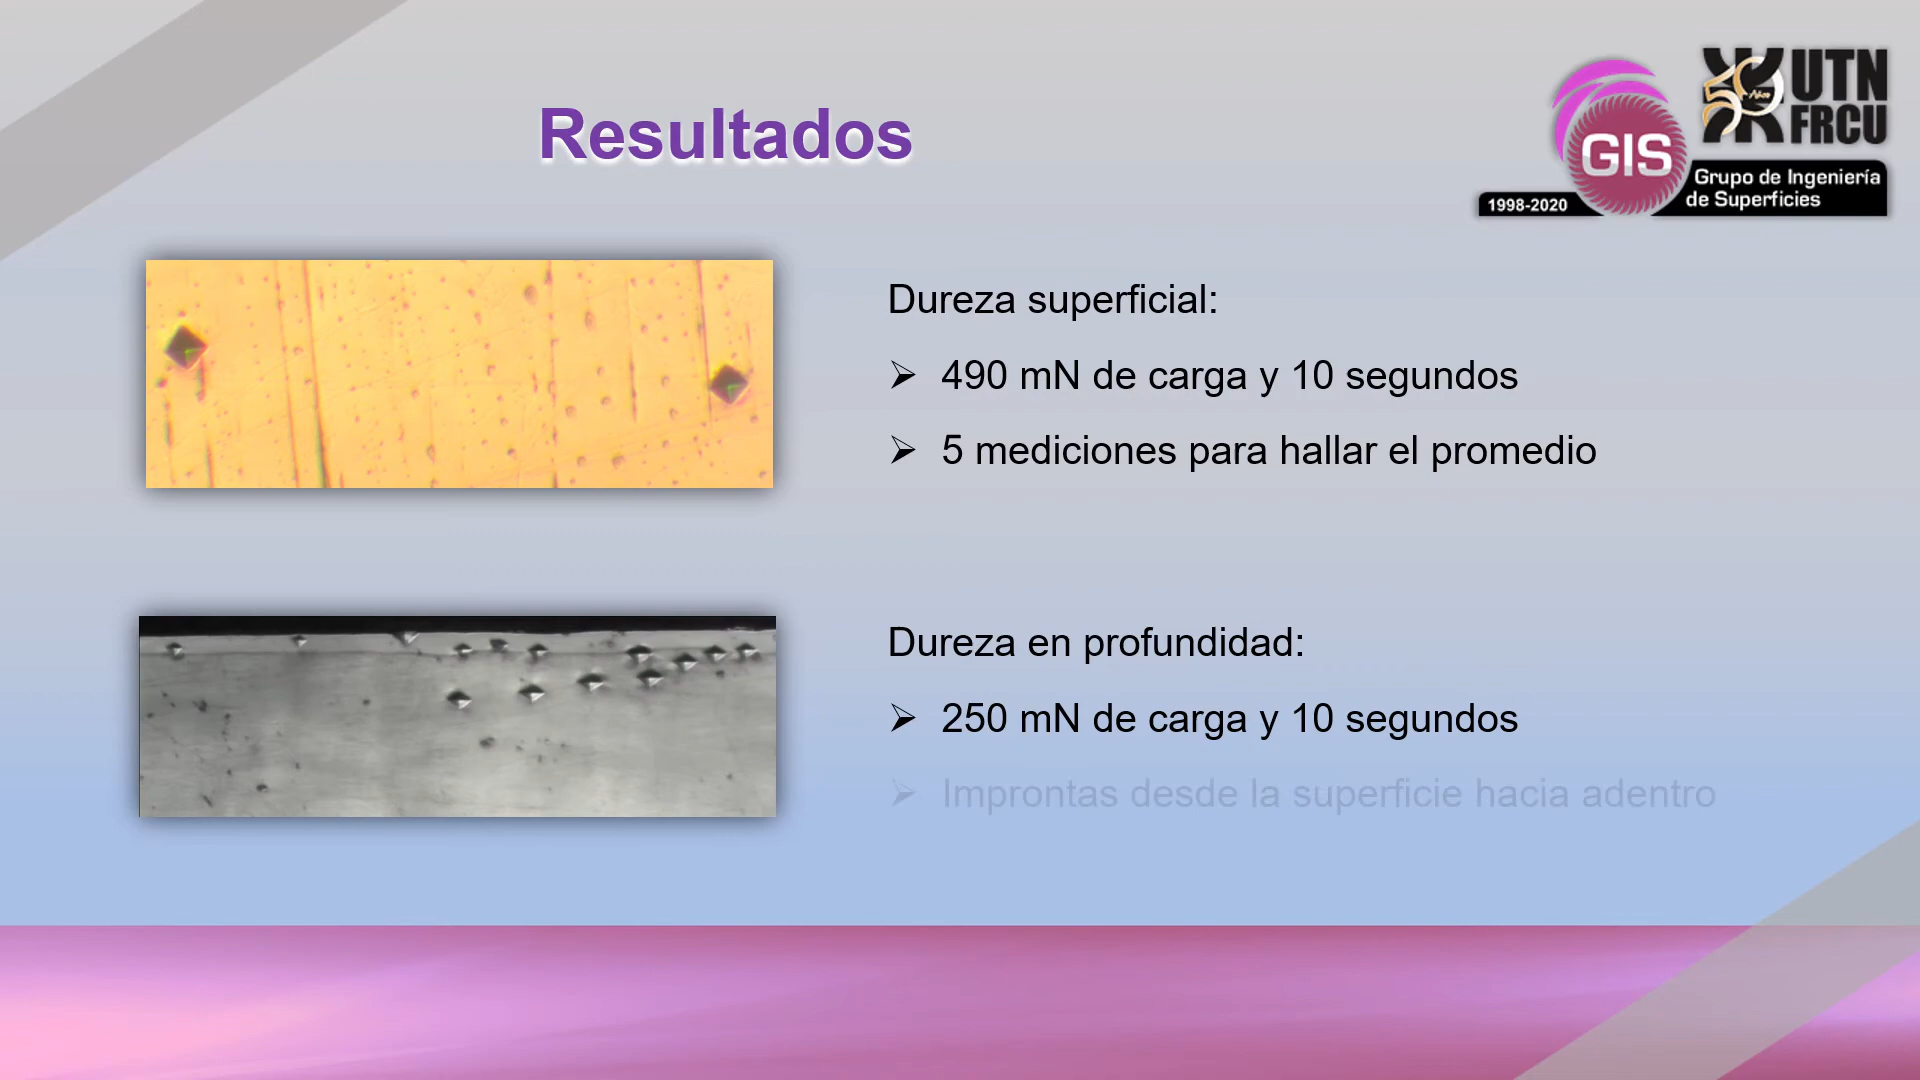 Resultados
50 Años
UTN
FRCU
GIS
Grupo de Ingeniería
de Superficies
1998-2020
Dureza superficial:
490 mN de carga y 10 segundos
5 mediciones para hallar el promedio
Dureza en profundidad:
250 mN de carga y 10 segundos
Improntas desde la superficie hacia adentro